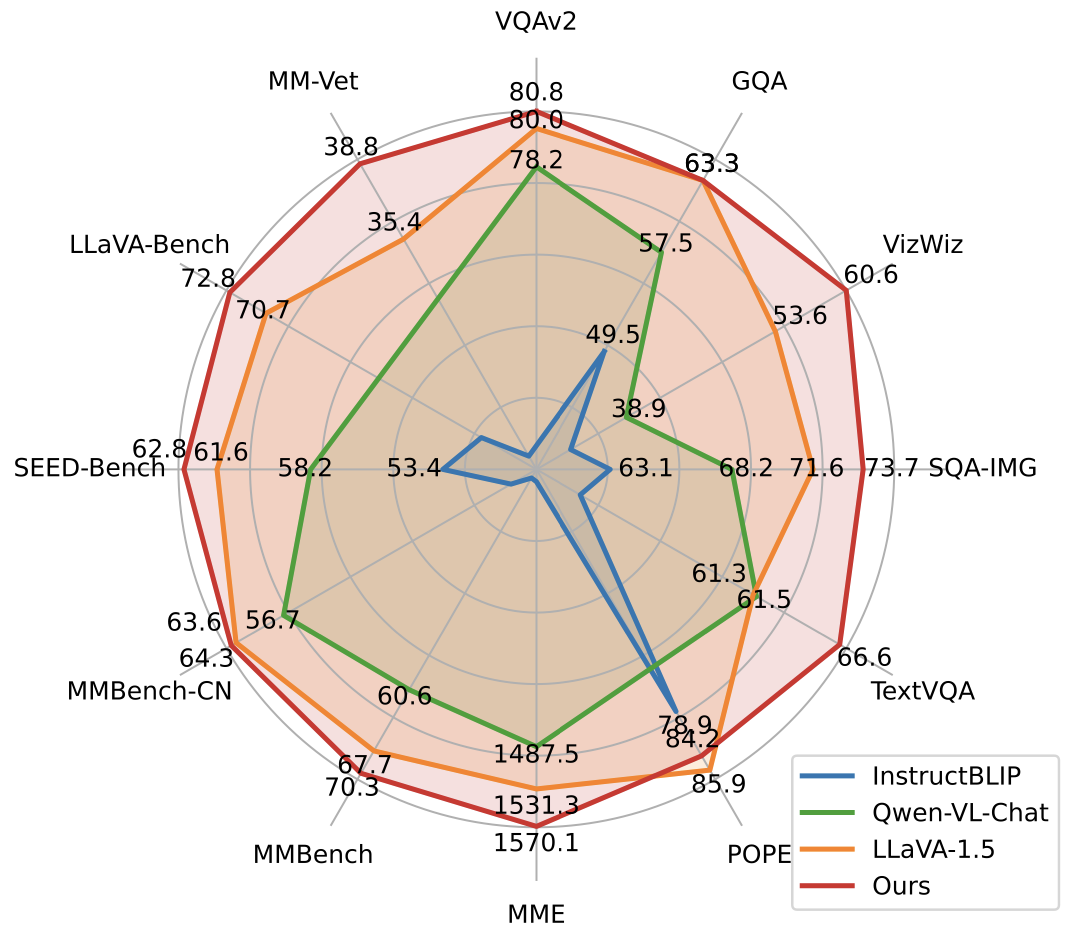 VQAv2
MM-Vet
GQA
80.8
80.0
38.8
78.2
63.3
35.4
57.5
LLaVA-Bench
VizWiz
72.8
60.6
70.7
53.6
49.5
38.9
SEED-Bench
62.8
61.6
58.2
53.4
63.1
68.2
71.6
73.7
SQA-IMG
63.6
56.7
61.3
61.5
64.3
66.6
MMBench-CN
TextVQA
60.6
78.9
84.2
1487.5
67.7
70.3
85.9
1531.3
1570.1
MMBench
POPE
MME
InstructBLIP
Qwen-VL-Chat
LLaVA-1.5
Ours